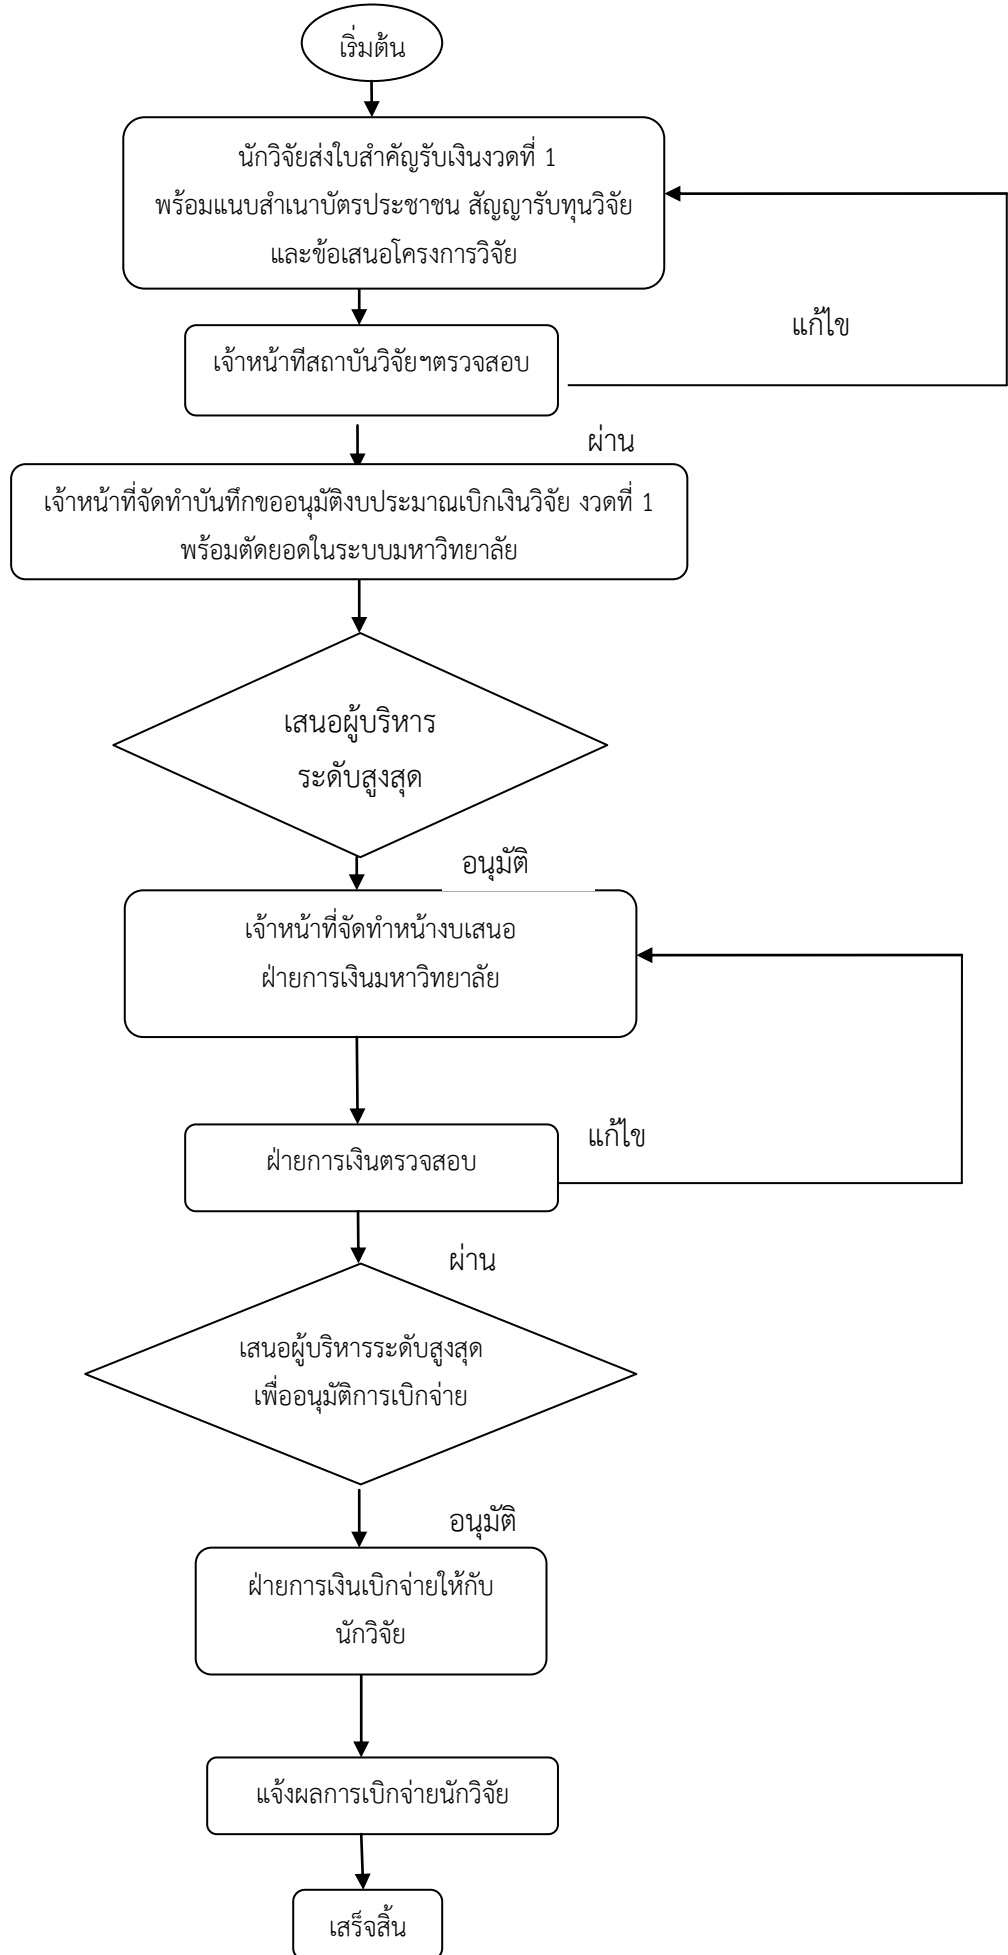 เริ่มต้น
นักวิจัยส่งใบสำคัญรับเงินงวดที่ 1
พร้อมแนบสำเนาบัตรประชาชน สัญญารับทุนวิจัย
และข้อเสนอโครงการวิจัย
แก้ไข
เจ้าหน้าทีสถาบันวิจัยฯตรวจสอบ
ผ่าน
เจ้าหน้าที่จัดทำบันทึกขออนุมัติงบประมาณเบิกเงินวิจัย งวดที่ 1
พร้อมตัดยอดในระบบมหาวิทยาลัย
เสนอผู้บริหาร
ระดับสูงสุด
อนุมัติ
เจ้าหน้าที่จัดทำหน้างบเสนอ
ฝ่ายการเงินมหาวิทยาลัย
แก้ไข
ฝ่ายการเงินตรวจสอบ
ผ่าน
เสนอผู้บริหารระดับสูงสุด
เพื่ออนุมัติการเบิกจ่าย
อนุมัติ
ฝ่ายการเงินเบิกจ่ายให้กับ
นักวิจัย
แจ้งผลการเบิกจ่ายนักวิจัย
เสร็จสิ้น